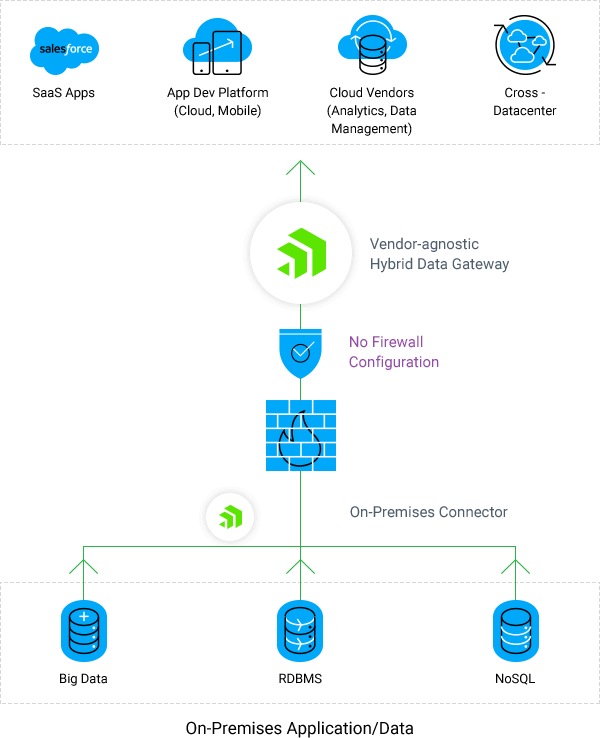 salesforce
SaaS Apps
App Dev Platform
(Cloud, Mobile)
Cloud Vendors
(Analytics, Data
Management)
Cross -
Datacenter
Vendor-agnostic
Hybrid Data Gateway
No Firewall
Configuration
On-Premises Connector
Big Data
RDBMS
NoSQL
On-Premises Application/Data